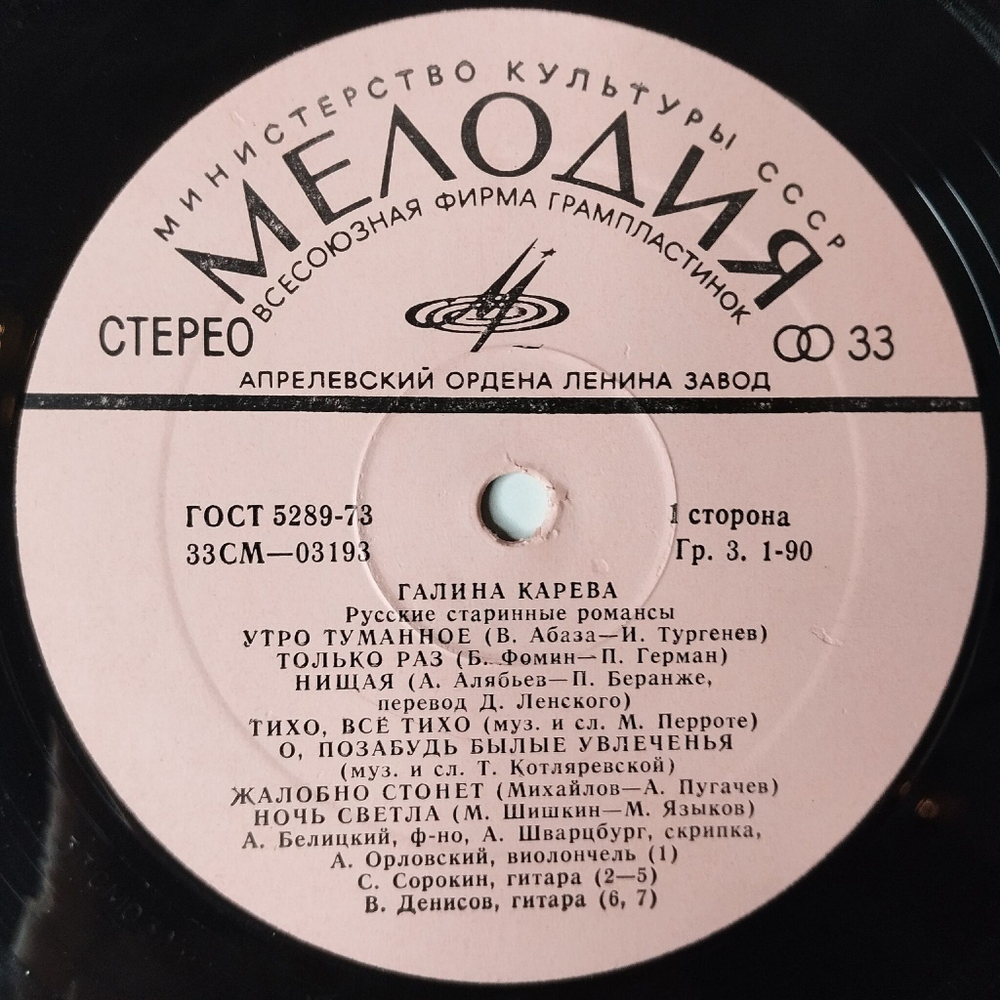 МИНИСТЕРСТВО КУЛЬТУРЫ СССР
МЕЛОДИЯ
ВСЕСОЮЗНАЯ ФИРМА ГРАМПЛАСТИНОК
СТЕРЕО
33
АПРЕЛЕВСКИЙ ОРДЕНА ЛЕНИНА ЗАВОД
ГОСТ 5289-73
1 сторона
33СМ—03193
Гр. 3. 1-90
ГАЛИНА КАРЕВА
Русские старинные романсы
УТРО ТУМАННОЕ (В. Абаза—И. Тургенев)
ТОЛЬКО РАЗ (Б. Фомин—П. Герман)
НИЩАЯ (А. Алябьев—П. Беранже,
перевод Д. Ленского)
ТИХО, ВСЁ ТИХО (муз. и сл. М. Перроте)
О, ПОЗАБУДЬ БЫЛЫЕ УВЛЕЧЕНЬЯ
(муз. и сл. Т. Котляревской)
ЖАЛОБНО СТОНЕТ (Михайлов—А. Пугачев)
НОЧЬ СВЕТЛА (М. Шишкин—М. Языков)
А. Белицкий, ф-но, А. Шварцбург, скрипка,
А. Орловский, виолончель (1)
С. Сорокин, гитара (2—5)
В. Денисов, гитара (6, 7)